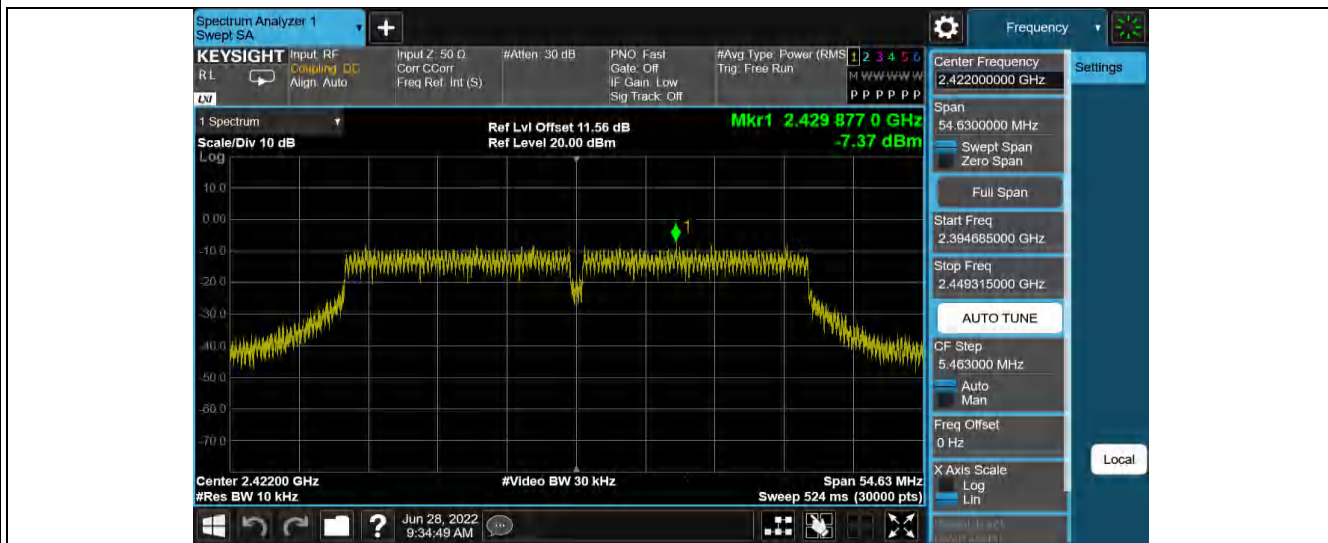 Spectrum Analyzer 1
Swept SA
+
Frequency
KEYSIGHT
RL
LXI
Input: RF
Coupling: DC
Align: Auto
Input Z: 50 Ω
Corr CCorr
Freq Ref: Int (S)
#Atten: 30 dB
PNO: Fast
Gate: Off
IF Gain: Low
Sig Track: Off
#Avg Type: Power (RMS
Trig: Free Run
1 2 3 4 5 6
M W W W W W
P P P P P P
1 Spectrum
Scale/Div 10 dB
Ref Lvl Offset 11.56 dB
Ref Level 20.00 dBm
Mkr1 2.429 877 0 GHz
-7.37 dBm
Log
10.0
0.00
-10.0
-20.0
-30.0
-40.0
-50.0
-60.0
-70.0
1
Center 2.42200 GHz
#Res BW 10 kHz
#Video BW 30 kHz
Span 54.63 MHz
Sweep 524 ms (30000 pts)
?
Jun 28, 2022
9:34:49 AM
Center Frequency
2.422000000 GHz
Span
54.6300000 MHz
Swept Span
Zero Span
Full Span
Start Freq
2.394685000 GHz
Stop Freq
2.449315000 GHz
AUTO TUNE
CF Step
5.463000 MHz
Auto
Man
Freq Offset
0 Hz
X Axis Scale
Log
Lin
Settings
Local